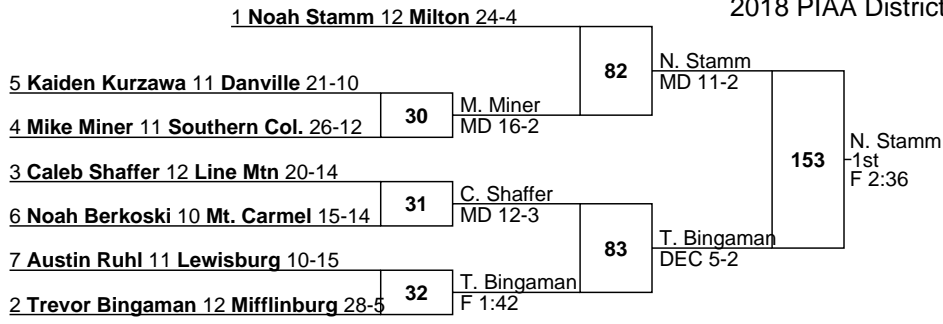 2018 PIAA District
1 Noah Stamm 12 Milton 24-4
82
N. Stamm
MD 11-2
5 Kaiden Kurzawa 11 Danville 21-10
30
M. Miner
MD 16-2
4 Mike Miner 11 Southern Col. 26-12
153
N. Stamm
1st
F 2:36
3 Caleb Shaffer 12 Line Mtn 20-14
31
C. Shaffer
MD 12-3
6 Noah Berkoski 10 Mt. Carmel 15-14
83
T. Bingaman
DEC 5-2
7 Austin Ruhl 11 Lewisburg 10-15
32
T. Bingaman
F 1:42
2 Trevor Bingaman 12 Mifflinburg 28-5